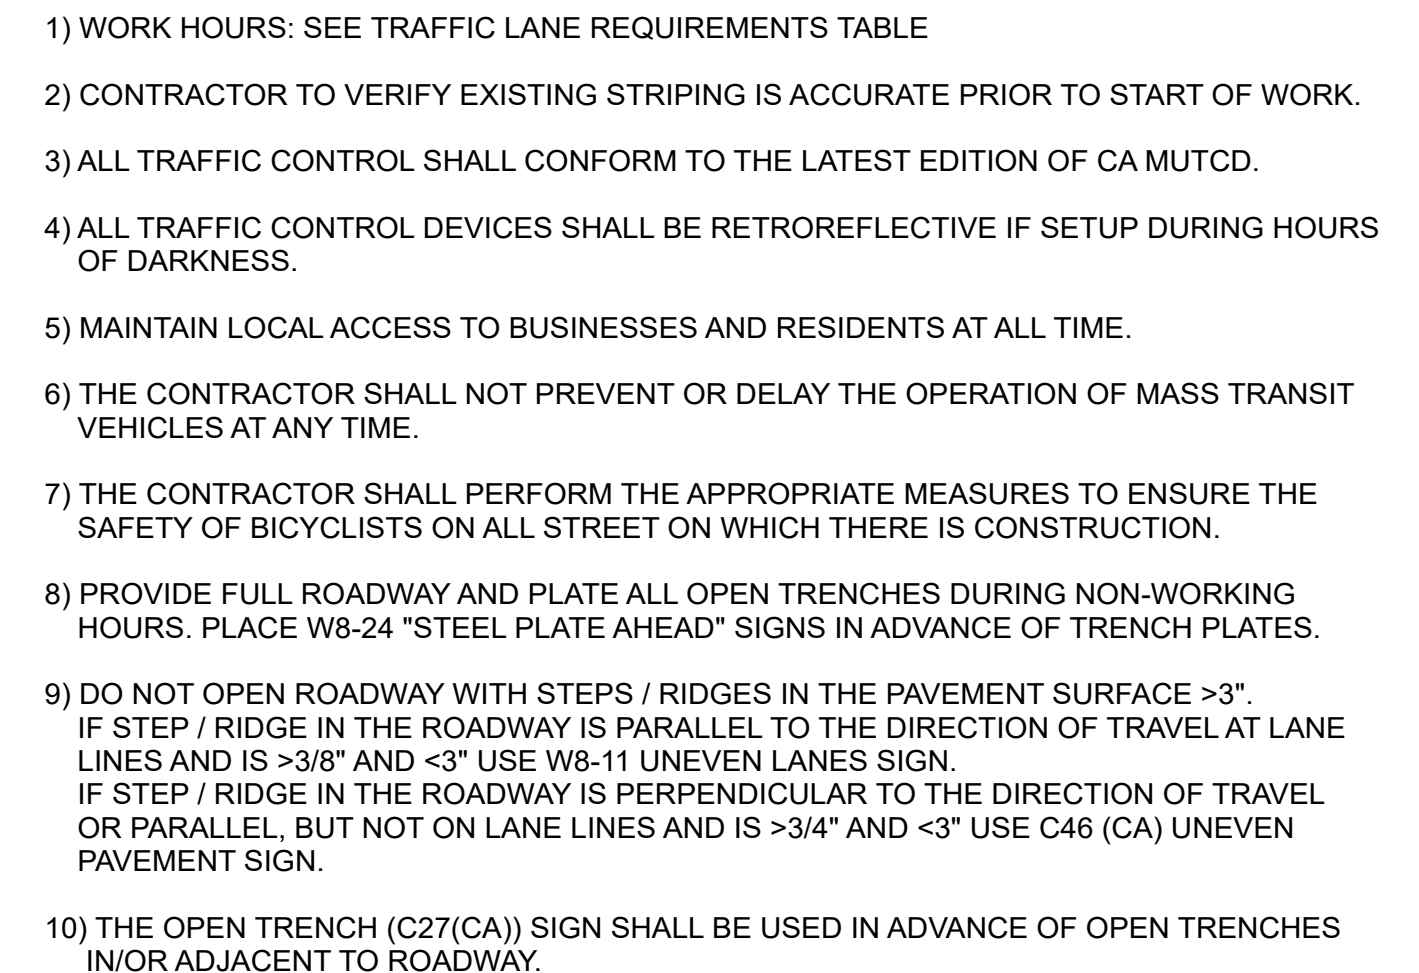 1) WORK HOURS: SEE TRAFFIC LANE REQUIREMENTS TABLE
2) CONTRACTOR TO VERIFY EXISTING STRIPING IS ACCURATE PRIOR TO START OF WORK.
3) ALL TRAFFIC CONTROL SHALL CONFORM TO THE LATEST EDITION OF CA MUTCD.
4) ALL TRAFFIC CONTROL DEVICES SHALL BE RETROREFLECTIVE IF SETUP DURING HOURS
OF DARKNESS.
5) MAINTAIN LOCAL ACCESS TO BUSINESSES AND RESIDENTS AT ALL TIME.
6) THE CONTRACTOR SHALL NOT PREVENT OR DELAY THE OPERATION OF MASS TRANSIT
VEHICLES AT ANY TIME.
7) THE CONTRACTOR SHALL PERFORM THE APPROPRIATE MEASURES TO ENSURE THE
SAFETY OF BICYCLISTS ON ALL STREET ON WHICH THERE IS CONSTRUCTION.
8) PROVIDE FULL ROADWAY AND PLATE ALL OPEN TRENCHES DURING NON-WORKING
HOURS. PLACE W8-24 "STEEL PLATE AHEAD" SIGNS IN ADVANCE OF TRENCH PLATES.
9) DO NOT OPEN ROADWAY WITH STEPS / RIDGES IN THE PAVEMENT SURFACE >3".
IF STEP / RIDGE IN THE ROADWAY IS PARALLEL TO THE DIRECTION OF TRAVEL AT LANE
LINES AND IS >3/8" AND <3" USE W8-11 UNEVEN LANES SIGN.
IF STEP / RIDGE IN THE ROADWAY IS PERPENDICULAR TO THE DIRECTION OF TRAVEL
OR PARALLEL, BUT NOT ON LANE LINES AND IS >3/4" AND <3" USE C46 (CA) UNEVEN
PAVEMENT SIGN.
10) THE OPEN TRENCH (C27(CA)) SIGN SHALL BE USED IN ADVANCE OF OPEN TRENCHES
IN/OR ADJACENT TO ROADWAY.